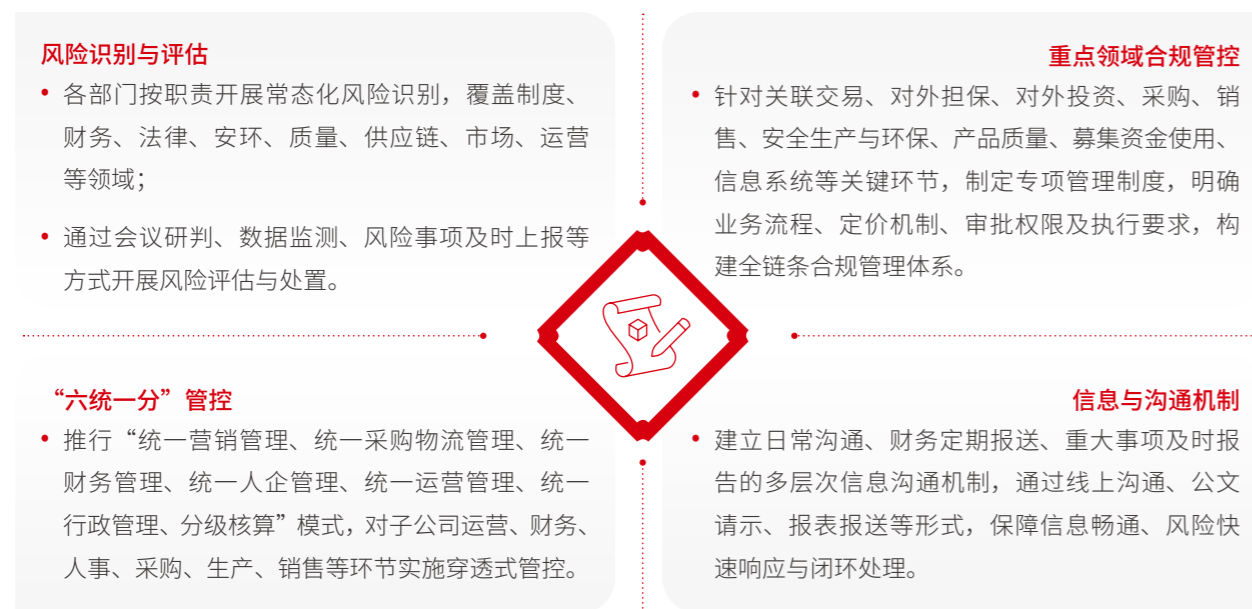 风险识别与评估
• 各部门按职责开展常态化风险识别，覆盖制度、
财务、法律、安环、质量、供应链、市场、运营
等领域；
• 通过会议研判、数据监测、风险事项及时上报等
方式开展风险评估与处置。
重点领域合规管控
• 针对关联交易、对外担保、对外投资、采购、销
售、安全生产与环保、产品质量、募集资金使用、
信息系统等关键环节，制定专项管理制度，明确
业务流程、定价机制、审批权限及执行要求，构
建全链条合规管理体系。
“六统一分”管控
• 推行“统一营销管理、统一采购物流管理、统一
财务管理、统一人企管理、统一运营管理、统一
行政管理、分级核算”模式，对子公司运营、财务、
人事、采购、生产、销售等环节实施穿透式管控。
信息与沟通机制
• 建立日常沟通、财务定期报送、重大事项及时报
告的多层次信息沟通机制，通过线上沟通、公文
请示、报表报送等形式，保障信息畅通、风险快
速响应与闭环处理。